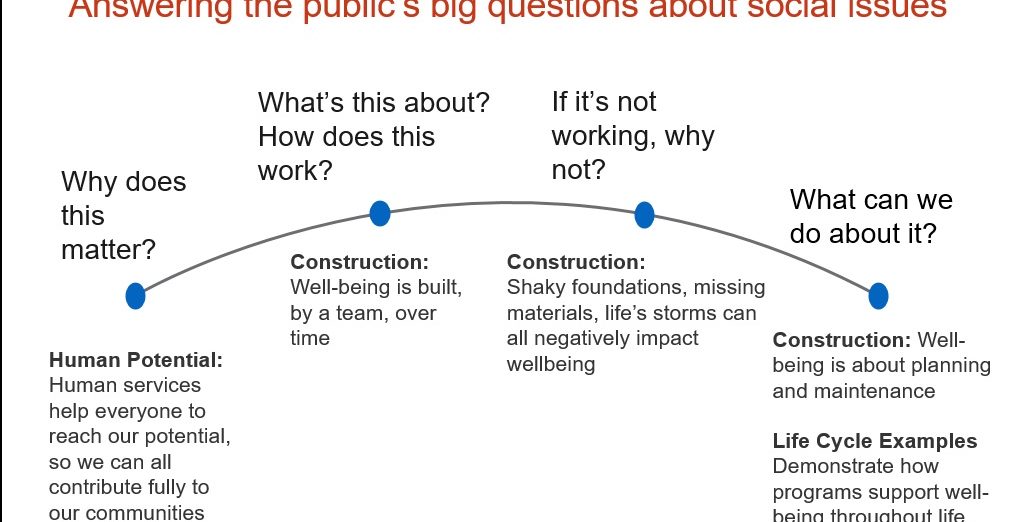 Answering the public's big questions about social issues
Why does
this
matter?
What's this about?
How does this
work?
If it's not
working, why
not?
What can we
do about it?
Human Potential:
Human services
help everyone to
reach our potential,
so we can all
contribute fully to
our communities
Construction:
Well-being is built,
by a team, over
time
Construction:
Shaky foundations, missing
materials, life's storms can
all negatively impact
wellbeing
Construction: Well-
being is about planning
and maintenance
Life Cycle Examples
Demonstrate how
programs support well-
being throughout life